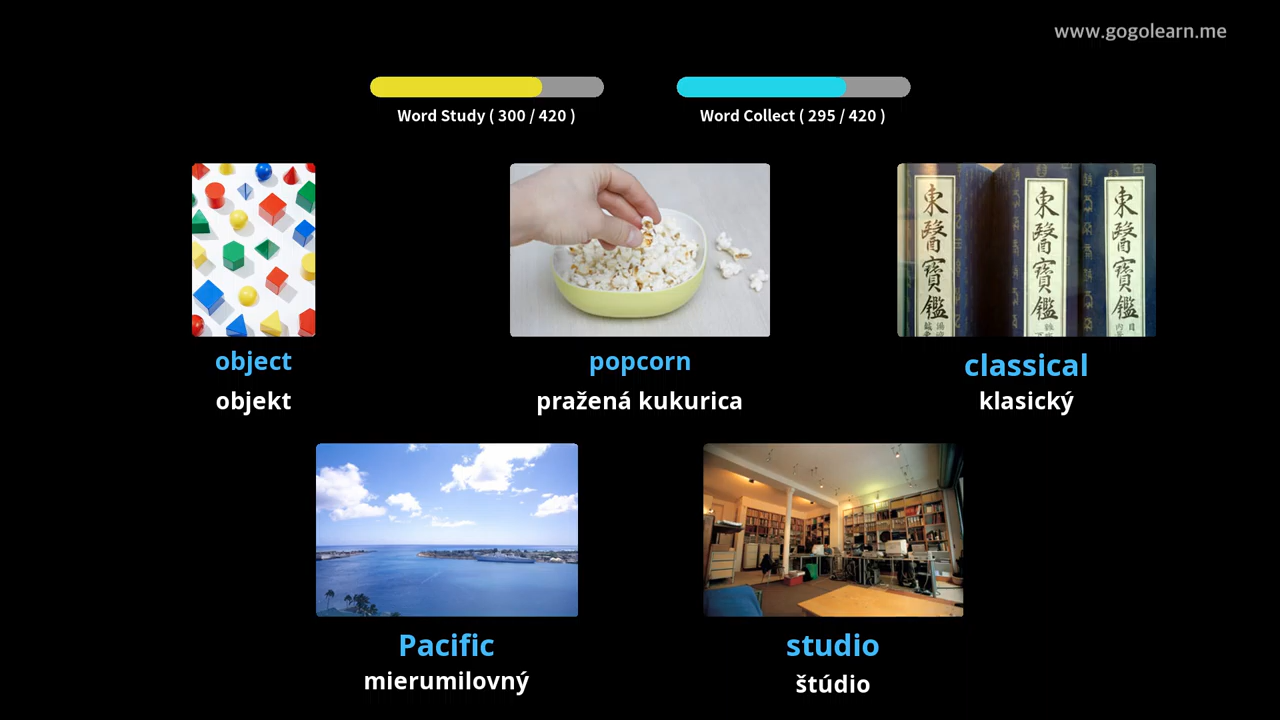 www.gogolearn.me
Word Study ( 300 / 420 )
Word Collect ( 295 / 420 )
東醫寶鑑
東醫寶鑑
東醫寶鑑
object
popcorn
classical
objekt
pražená kukurica
klasický
Pacific
studio
mierumilovný
štúdio